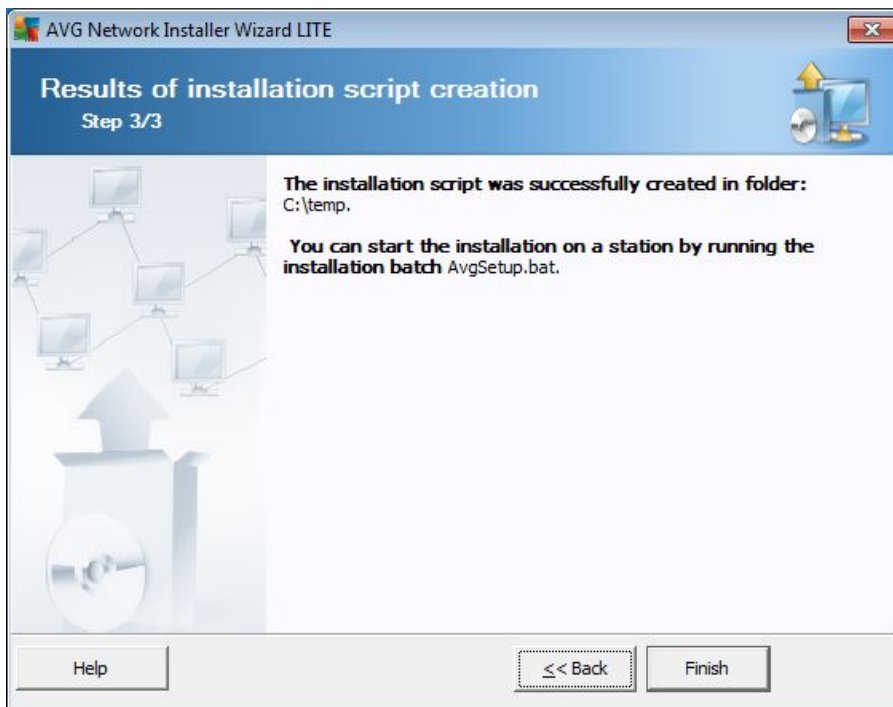 AVG Network Installer Wizard LITE
Results of installation script creation
Step 3/3
The installation script was successfully created in folder:
C:\temp.
You can start the installation on a station by running the
installation batch AvgSetup.bat.
Help
<< Back
Finish